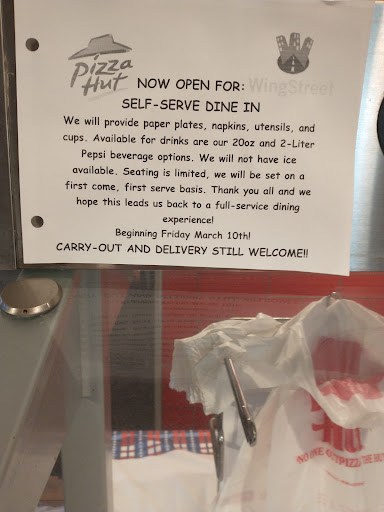 Pizza
Hut
WingStreet
NOW OPEN FOR:
SELF-SERVE DINE IN
We will provide paper plates, napkins, utensils, and
cups. Available for drinks are our 20oz and 2-Liter
Pepsi beverage options. We will not have ice
available. Seating is limited, we will be set on a
first come, first serve basis. Thank you all and we
hope this leads us back to a full-service dining
experience!
Beginning Friday March 10th!
CARRY-OUT AND DELIVERY STILL WELCOME!!